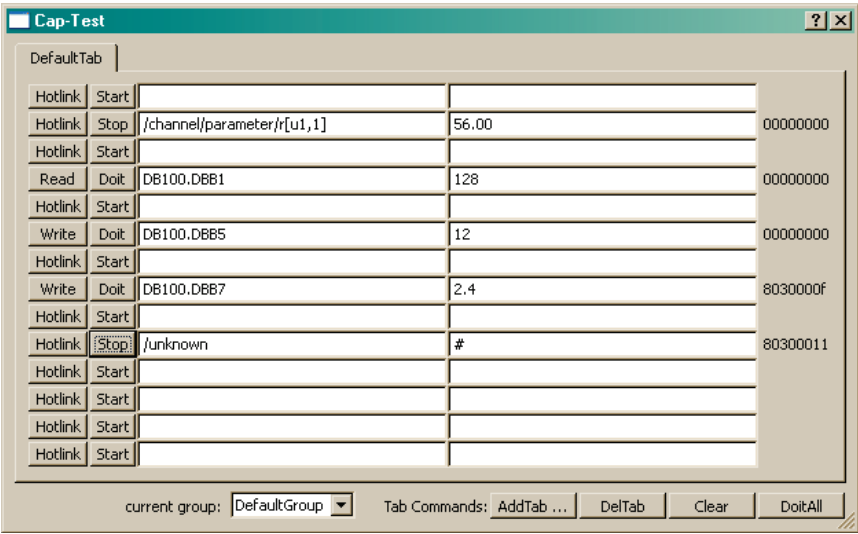 Cap-Test
DefaultTab
Hotlink Start
Hotlink Stop /channel/parameter/r[u1,1] 56.00 00000000
Hotlink Start
Read Doit DB100.DBB1 128 00000000
Hotlink Start
Write Doit DB100.DBB5 12 00000000
Hotlink Start
Write Doit DB100.DBB7 2.4 8030000f
Hotlink Start
Hotlink Stop /unknown # 80300011
Hotlink Start
Hotlink Start
Hotlink Start
Hotlink Start
current group: DefaultGroup Tab Commands: AddTab ... DelTab Clear DoitAll